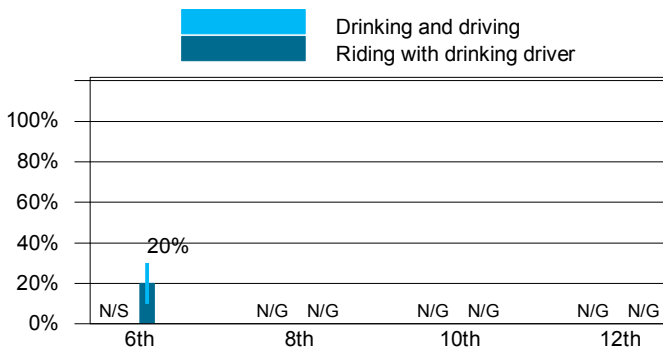 Drinking and driving
Riding with drinking driver
100%
80%
60%
40%
20%
0%
20%
N/S
N/G N/G
N/G N/G
N/G N/G
6th 8th 10th 12th